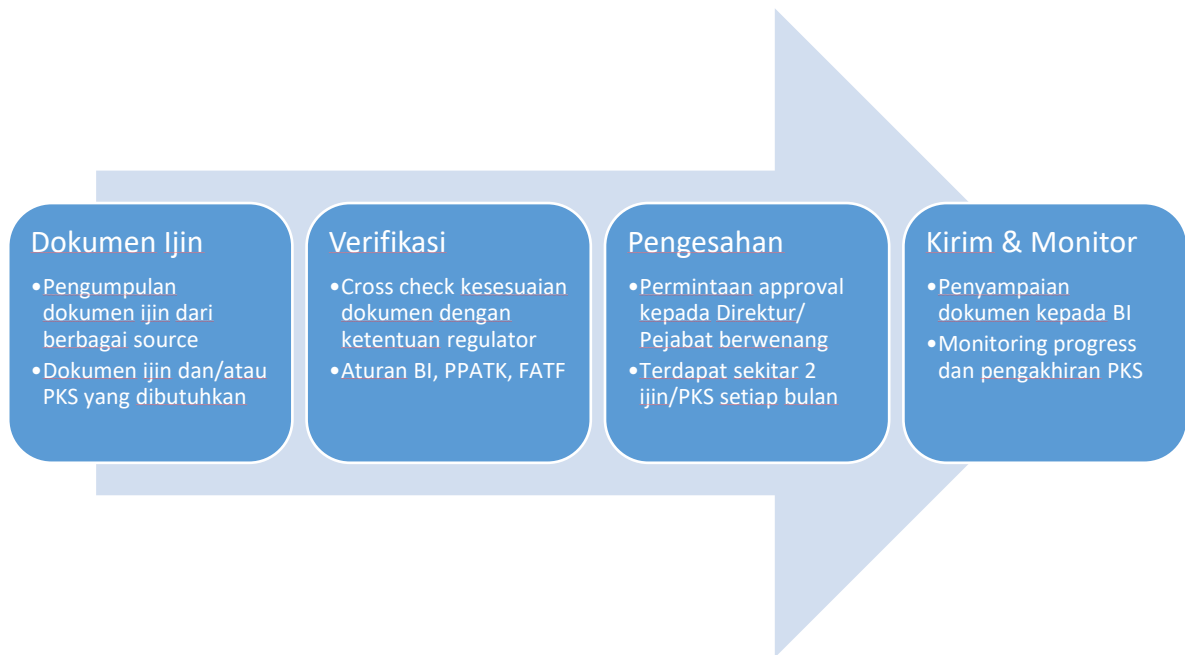 Dokumen Ijin
•Pengumpulan
dokumen ijin dari
berbagai source
•Dokumen ijin dan/atau
PKS yang dibutuhkan
Verifikasi
•Cross check kesesuaian
dokumen dengan
ketentuan regulator
•Aturan BI, PPATK, FATF
Pengesahan
•Permintaan approval
kepada Direktur/
Pejabat berwenang
•Terdapat sekitar 2
ijin/PKS setiap bulan
Kirim & Monitor
•Penyampaian
dokumen kepada BI
•Monitoring progress
dan pengakhiran PKS